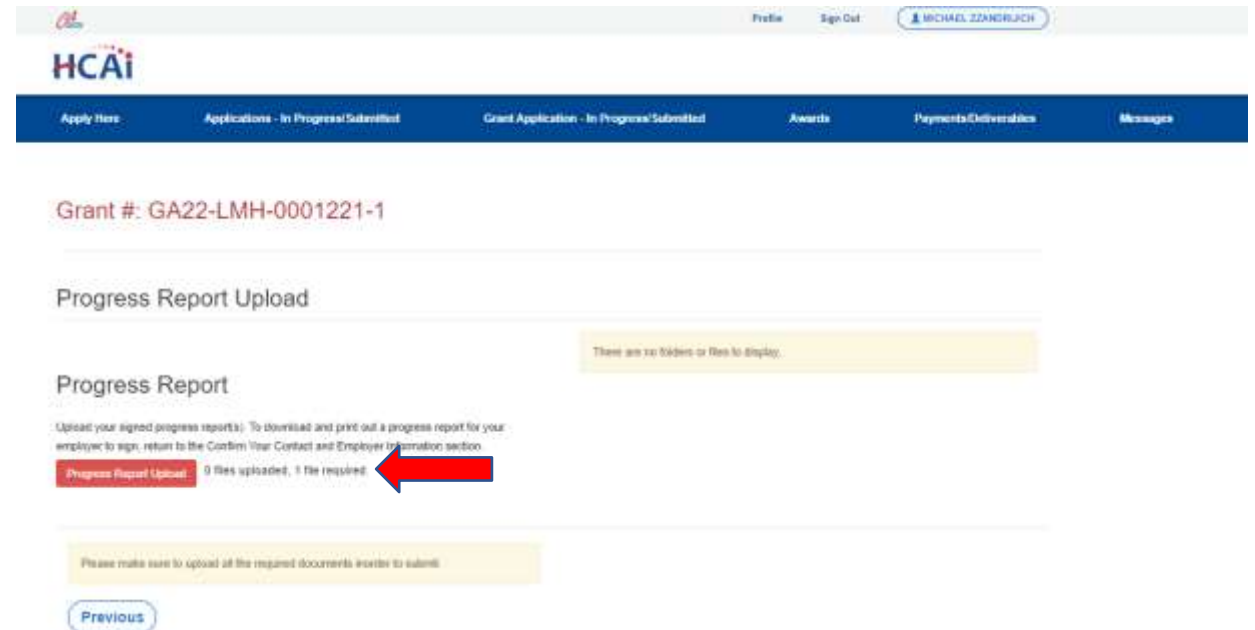 Profile Sign Out MICHAEL ZZANDRIJCH
HCAi
Apply Here Applications - In Progress/Submitted Grant Application - In Progress/Submitted Awards Payments/Deliverables Messages
Grant #: GA22-LMH-0001221-1
Progress Report Upload
There are no folders or files to display.
Progress Report
Upload your signed progress report(s). To download and print out a progress report for your
employer to sign, return to the Confirm Your Contact and Employer Information section.
Progress Report Upload 0 files uploaded, 1 file required.
Please make sure to upload all the required documents inorder to submit.
Previous